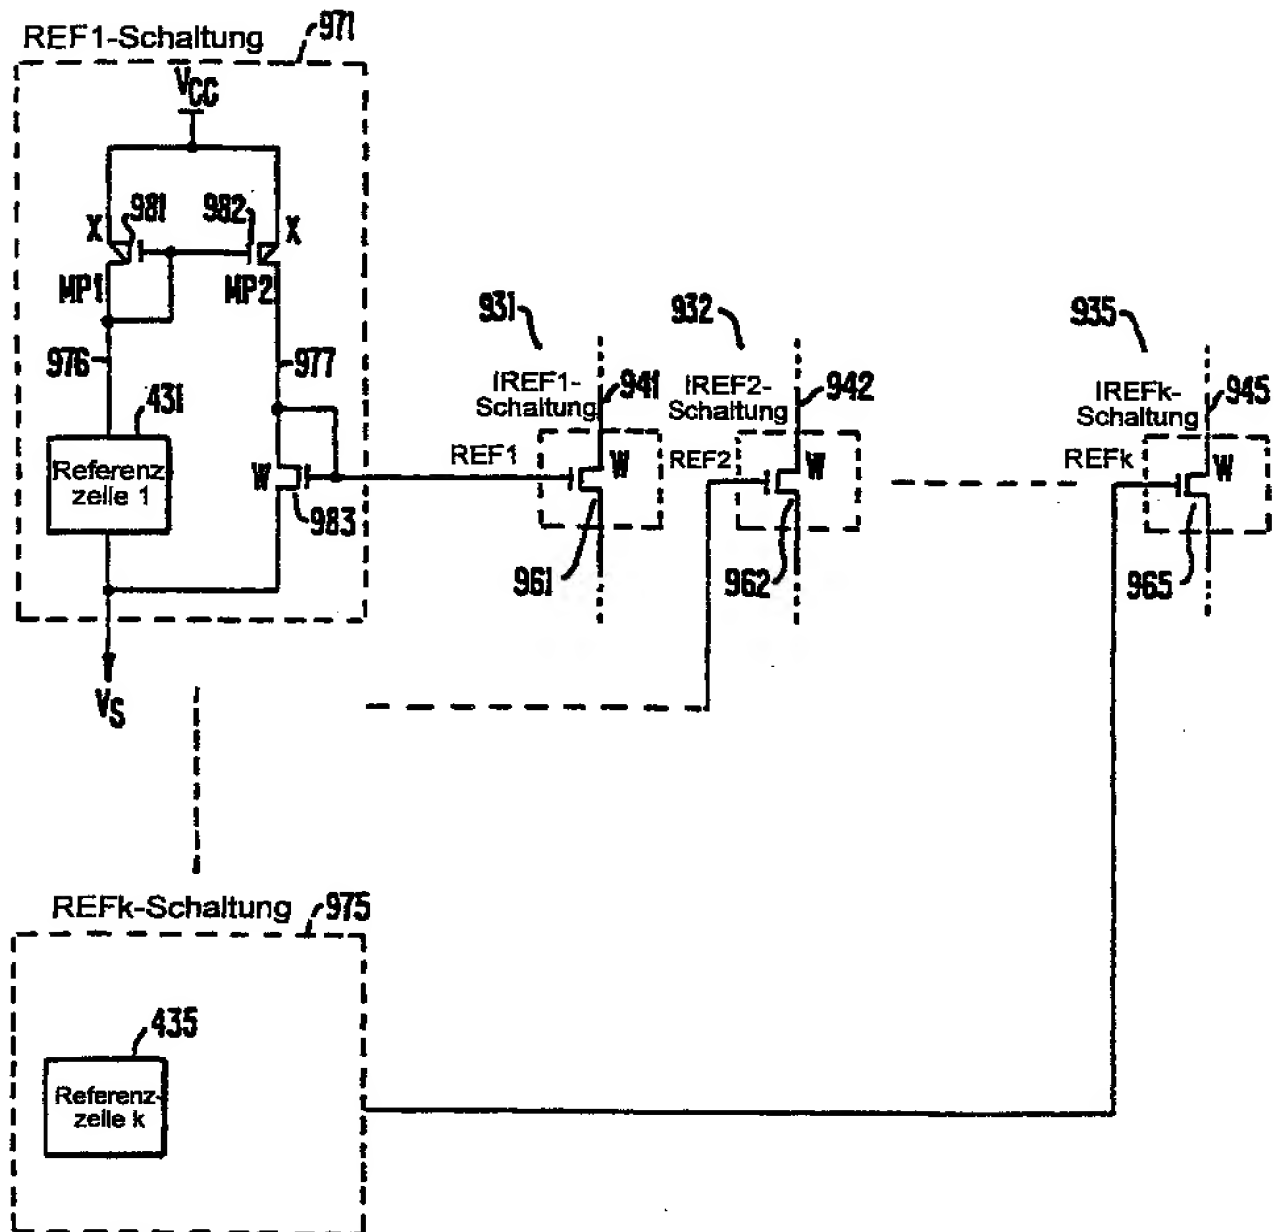 REF1-Schaltung
971
VCC
X
981
982
X
MP1
MP2
976
977
431
Referenz
zelle 1
W
983
VS
931
IREF1-
Schaltung
941
REF1
W
961
932
IREF2-
Schaltung
942
REF2
W
962
935
IREFk-
Schaltung
945
REFk
W
965
REFk-Schaltung
975
435
Referenz-
zelle k